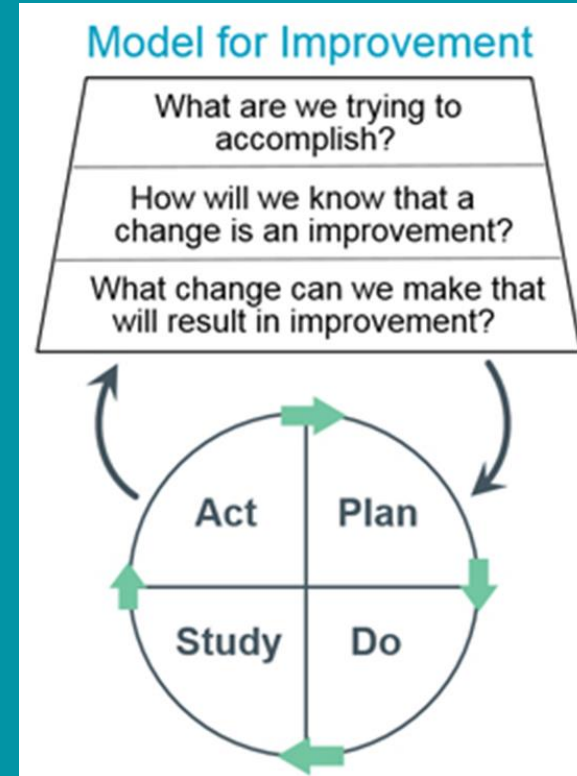 Model for Improvement
What are we trying to
accomplish?
How will we know that a
change is an improvement?
What change can we make that
will result in improvement?
Act
Plan
Study
Do